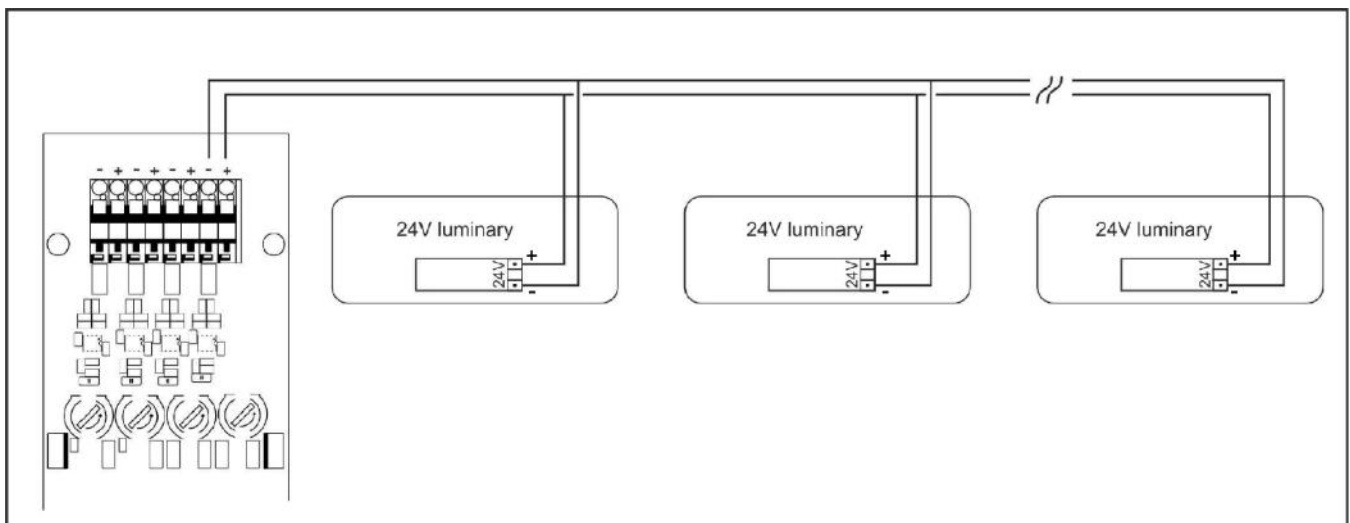 - + - + - + - +
24V luminary 24V luminary 24V luminary
+ + +
24V 24V 24V
- - -